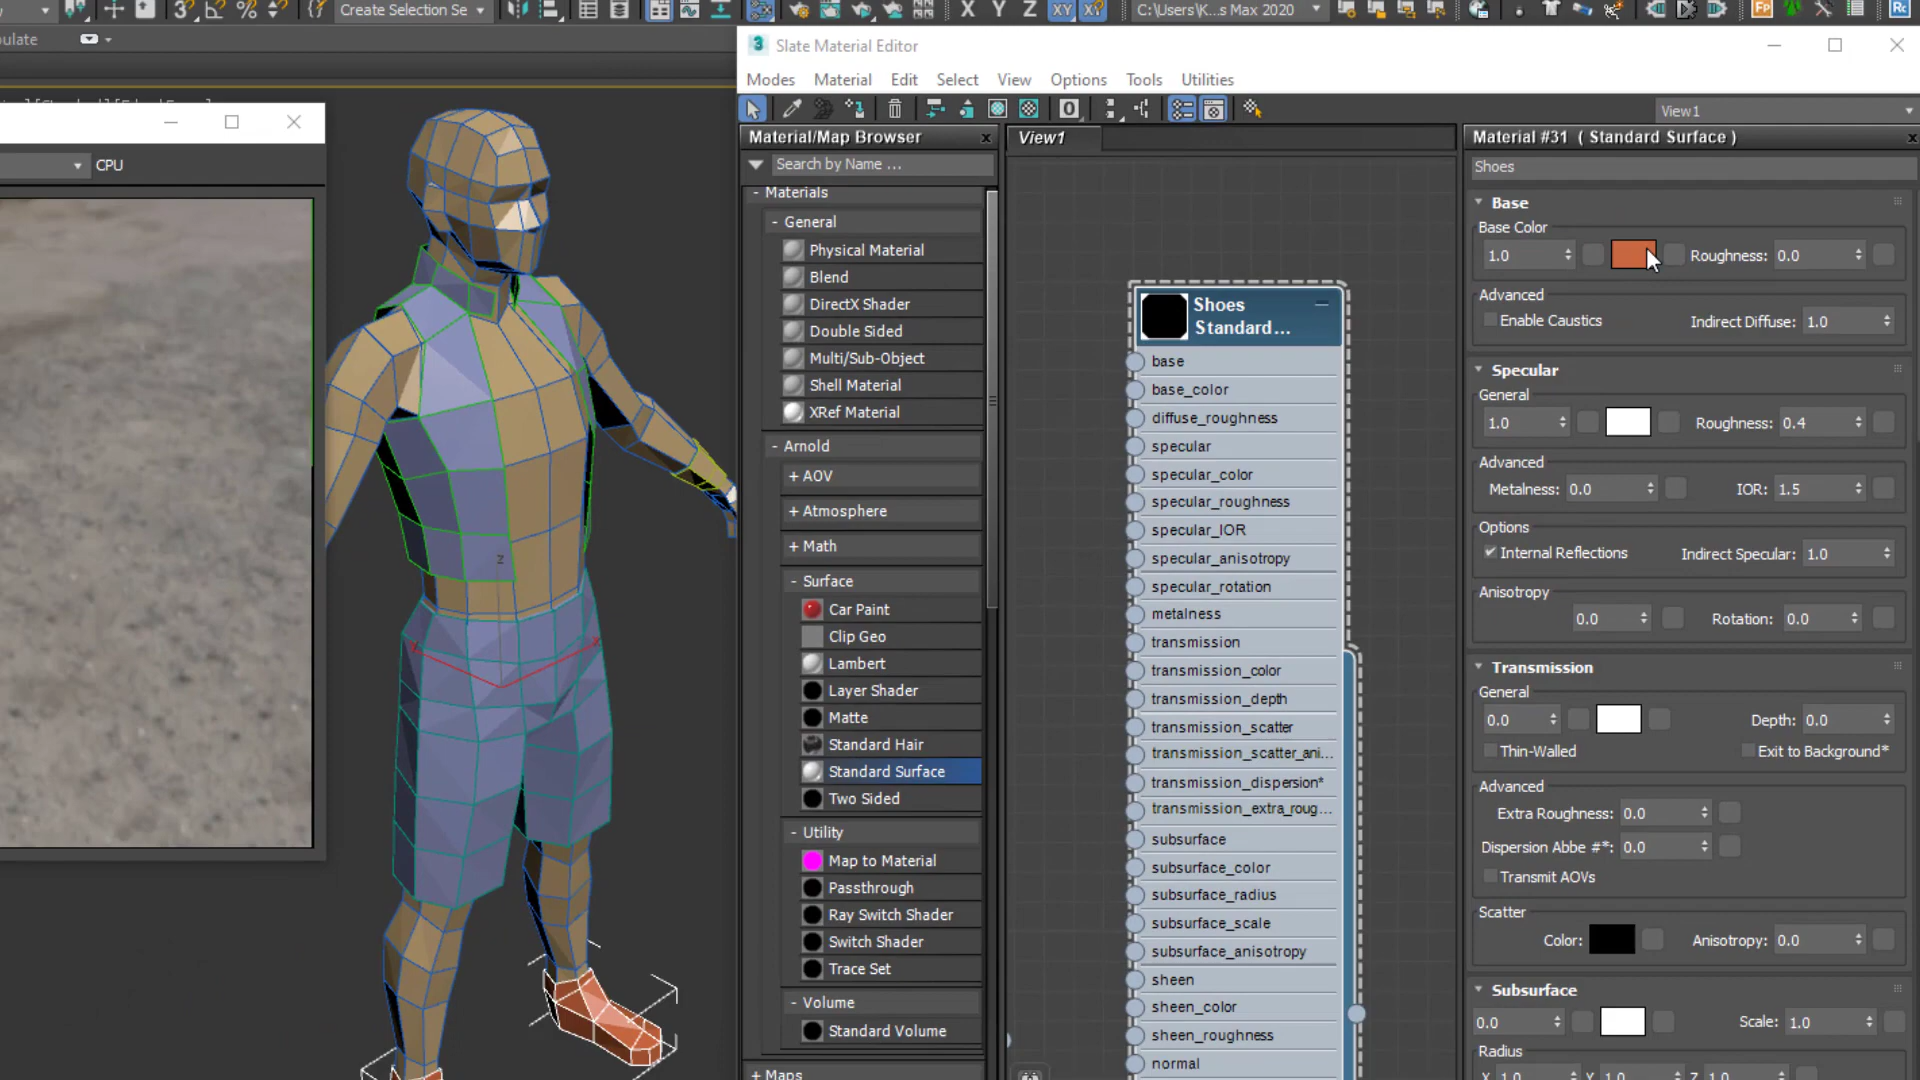 Create Selection Se
X Y Z XY
C:\Users\K...s Max 2020
Fp
Rc
ulate
3 Slate Material Editor
Modes Material Edit Select View Options Tools Utilities
View1
CPU
Material/Map Browser x
Search by Name ...
- Materials
- General
Physical Material
Blend
DirectX Shader
Double Sided
Multi/Sub-Object
Shell Material
XRef Material
- Arnold
+ AOV
+ Atmosphere
+ Math
- Surface
Car Paint
Clip Geo
Lambert
Layer Shader
Matte
Standard Hair
Standard Surface
Two Sided
- Utility
Map to Material
Passthrough
Ray Switch Shader
Switch Shader
Trace Set
- Volume
Standard Volume
+ Maps
View1
Shoes
Standard...
base
base_color
diffuse_roughness
specular
specular_color
specular_roughness
specular_IOR
specular_anisotropy
specular_rotation
metalness
transmission
transmission_color
transmission_depth
transmission_scatter
transmission_scatter_ani...
transmission_dispersion*
transmission_extra_roug...
subsurface
subsurface_color
subsurface_radius
subsurface_scale
subsurface_anisotropy
sheen
sheen_color
sheen_roughness
normal
Material #31 ( Standard Surface )
Shoes
Base
Base Color
1.0 Roughness: 0.0
Advanced
Enable Caustics Indirect Diffuse: 1.0
Specular
General
1.0 Roughness: 0.4
Advanced
Metalness: 0.0 IOR: 1.5
Options
Internal Reflections Indirect Specular: 1.0
Anisotropy
0.0 Rotation: 0.0
Transmission
General
0.0 Depth: 0.0
Thin-Walled Exit to Background*
Advanced
Extra Roughness: 0.0
Dispersion Abbe #*: 0.0
Transmit AOVs
Scatter
Color: Anisotropy: 0.0
Subsurface
0.0 Scale: 1.0
Radius
X 1.0 Y 1.0 Z 1.0
z